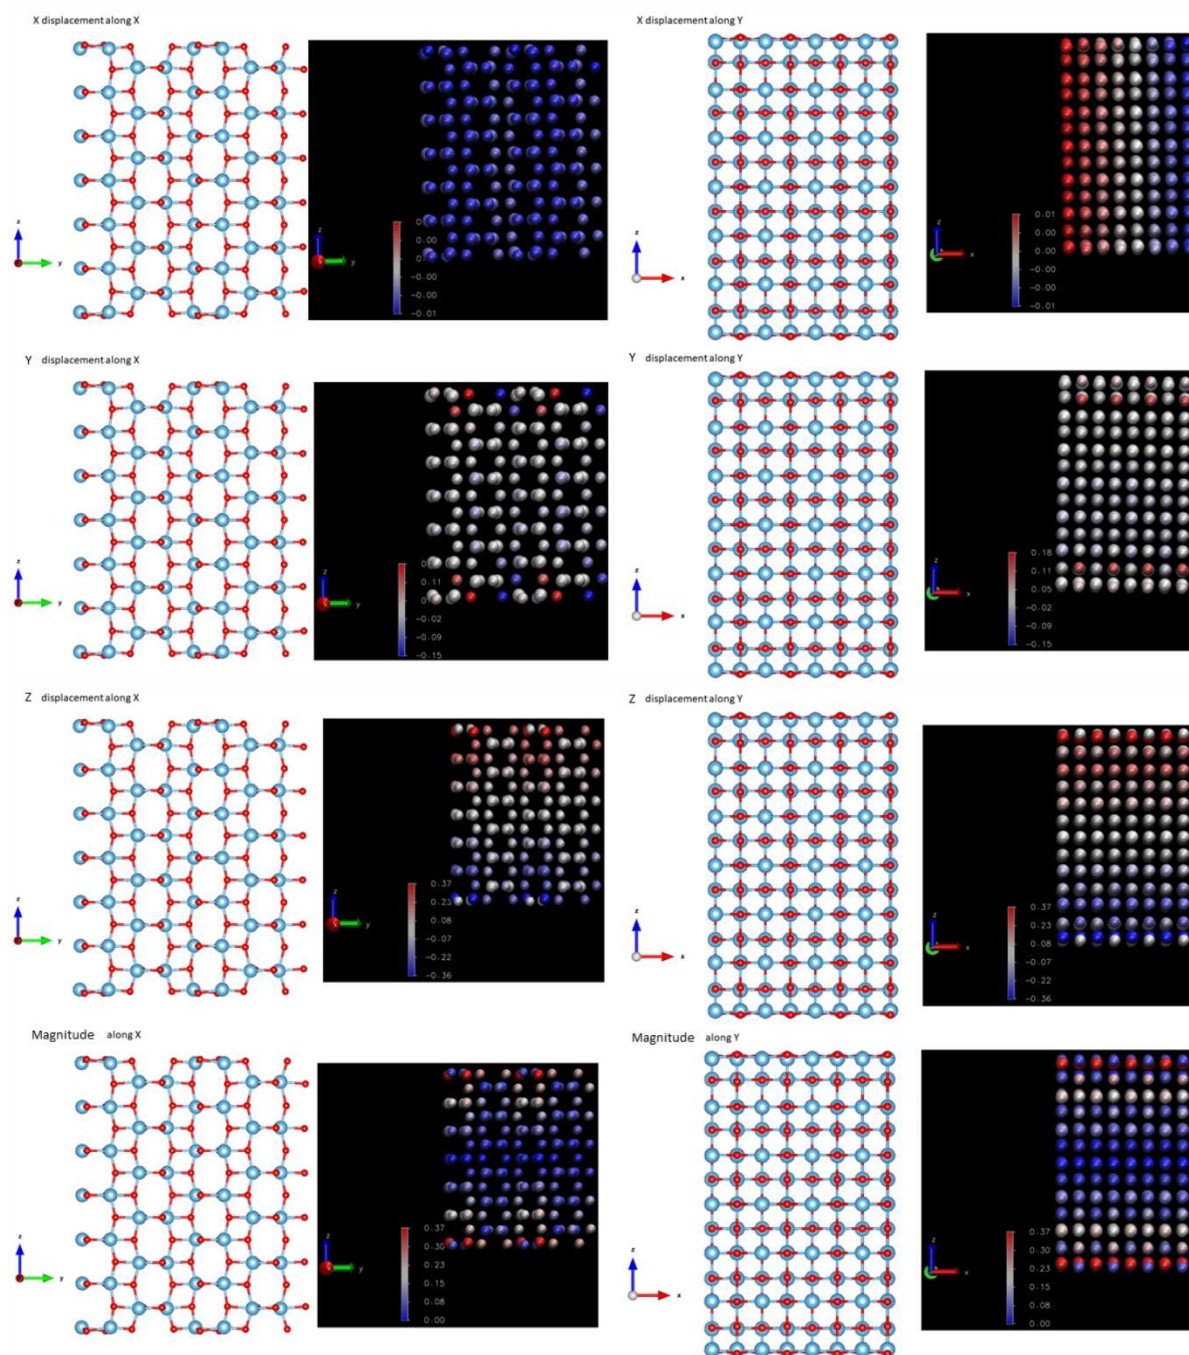 X displacement along X
X displacement along Y
z
y
z
y
0
0.00
0.
-0.00
-0.00
-0.01
z
x
z
x
0.01
0.00
0.00
-0.00
-0.00
-0.01
Y displacement along X
Y displacement along Y
z
y
z
y
0
0.11
0
-0.02
-0.09
-0.15
z
x
z
x
0.18
0.11
0.05
-0.02
-0.09
-0.15
Z displacement along X
Z displacement along Y
z
y
z
y
0.37
0.23
0.08
-0.07
-0.22
-0.36
z
x
z
x
0.37
0.23
0.08
-0.07
-0.22
-0.36
Magnitude along X
Magnitude along Y
z
y
z
y
0.37
0.30
0.23
0.15
0.08
0.00
z
x
z
x
0.37
0.30
0.23
0.15
0.08
0.00